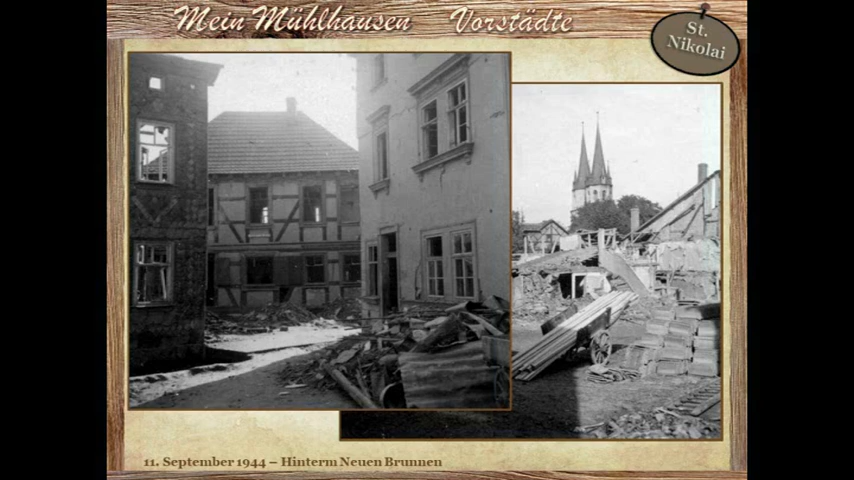 Mein Mühlhausen Vorstädte
St.
Nikolai
11. September 1944 – Hinterm Neuen Brunnen